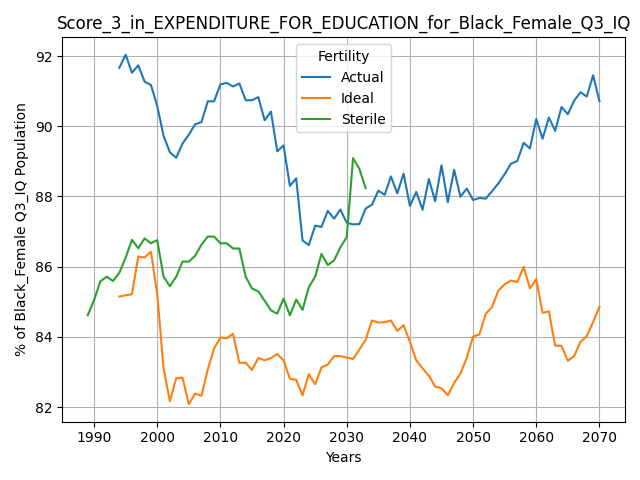 Score_3_in_EXPENDITURE_FOR_EDUCATION_for_Black_Female_Q3_IQ
Fertility
Actual
Ideal
Sterile
% of Black_Female Q3_IQ Population
92
90
88
86
84
82
1990 2000 2010 2020 2030 2040 2050 2060 2070
Years